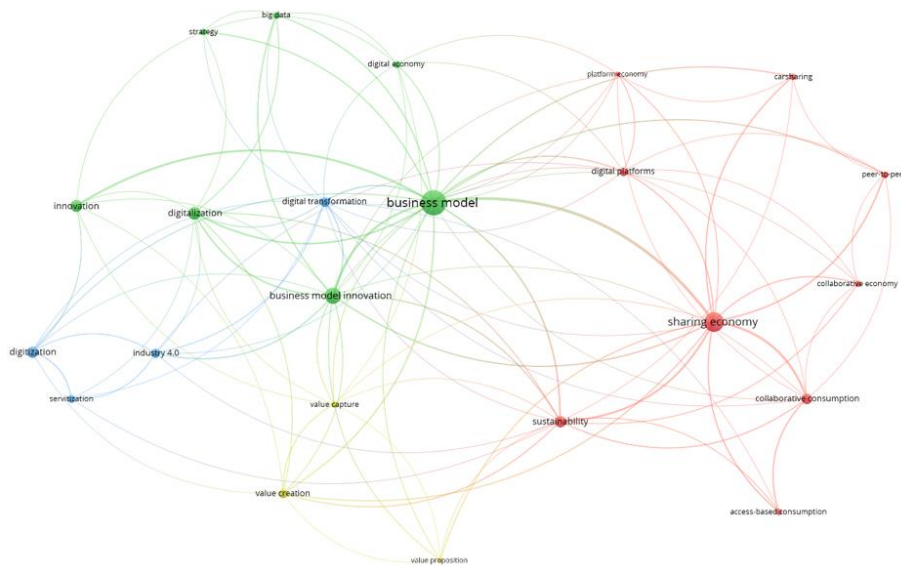 big data
strategy
digital economy
platform economy
carsharing
digital platforms
peer-to-peer
innovation
digitalization
digital transformation
business model
collaborative economy
business model innovation
sharing economy
digitization
industry 4.0
servitization
value capture
collaborative consumption
sustainability
value creation
access-based consumption
value proposition